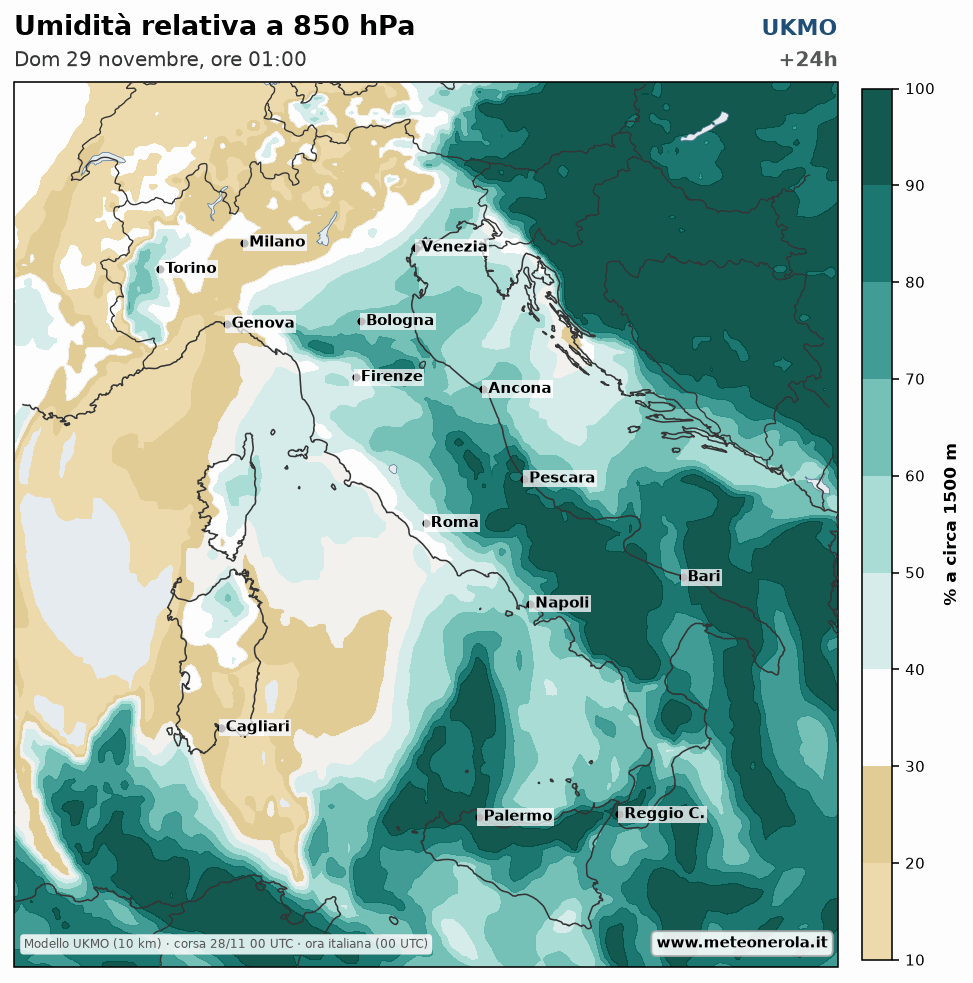 Umidità relativa a 850 hPa
UKMO
Dom 29 novembre, ore 01:00
+24h
100
90
80
70
60
50
40
30
20
10
% a circa 1500 m
Milano
Venezia
Torino
Genova
Bologna
Firenze
Ancona
Pescara
Roma
Bari
Napoli
Cagliari
Palermo
Reggio C.
Modello UKMO (10 km) · corsa 28/11 00 UTC · ora italiana (00 UTC)
www.meteonerola.it